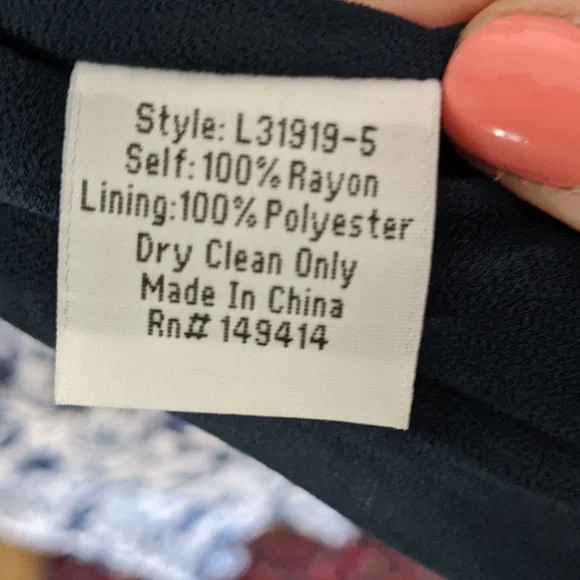 Style: L31919-5
Self: 100% Rayon
Lining:100% Polyester
Dry Clean Only
Made In China
Rn# 149414